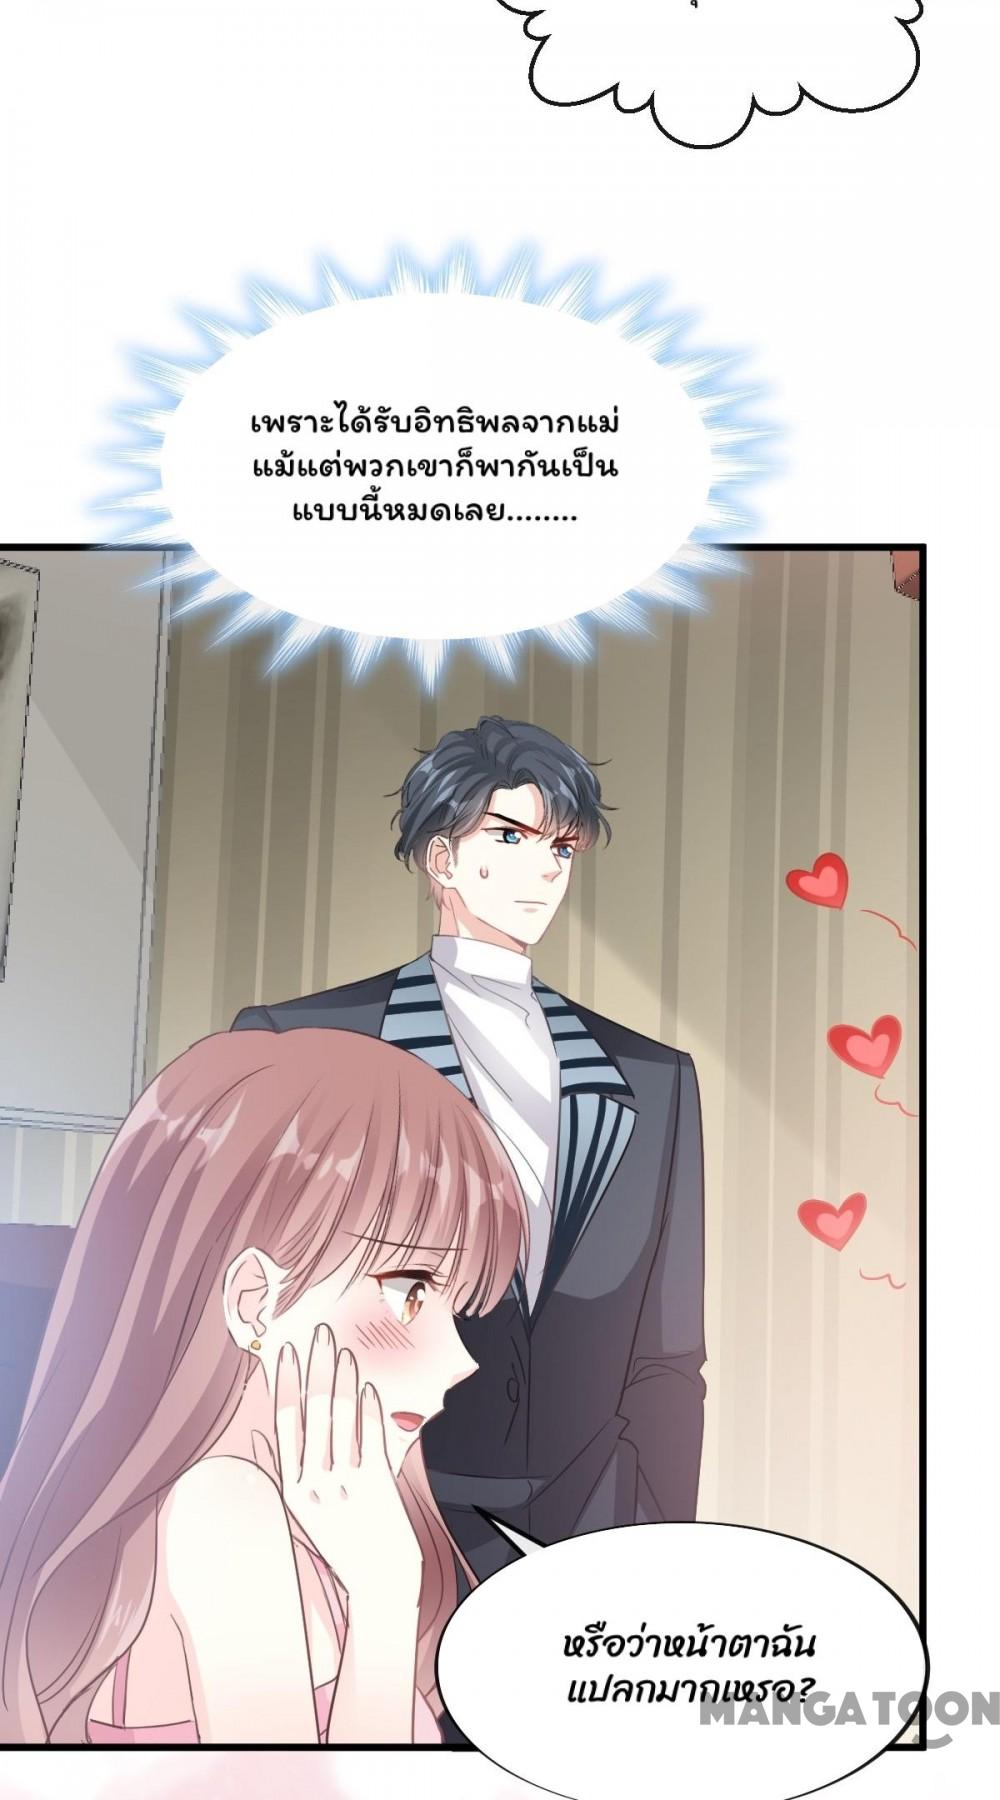 เพราะได้รับอิทธิพลจากแม่
แม้แต่พวกเขาก็พากันเป็น
แบบนี้หมดเลย........
หรือว่าหน้าตาฉัน
แปลกมากเหรอ?
MANGATOON